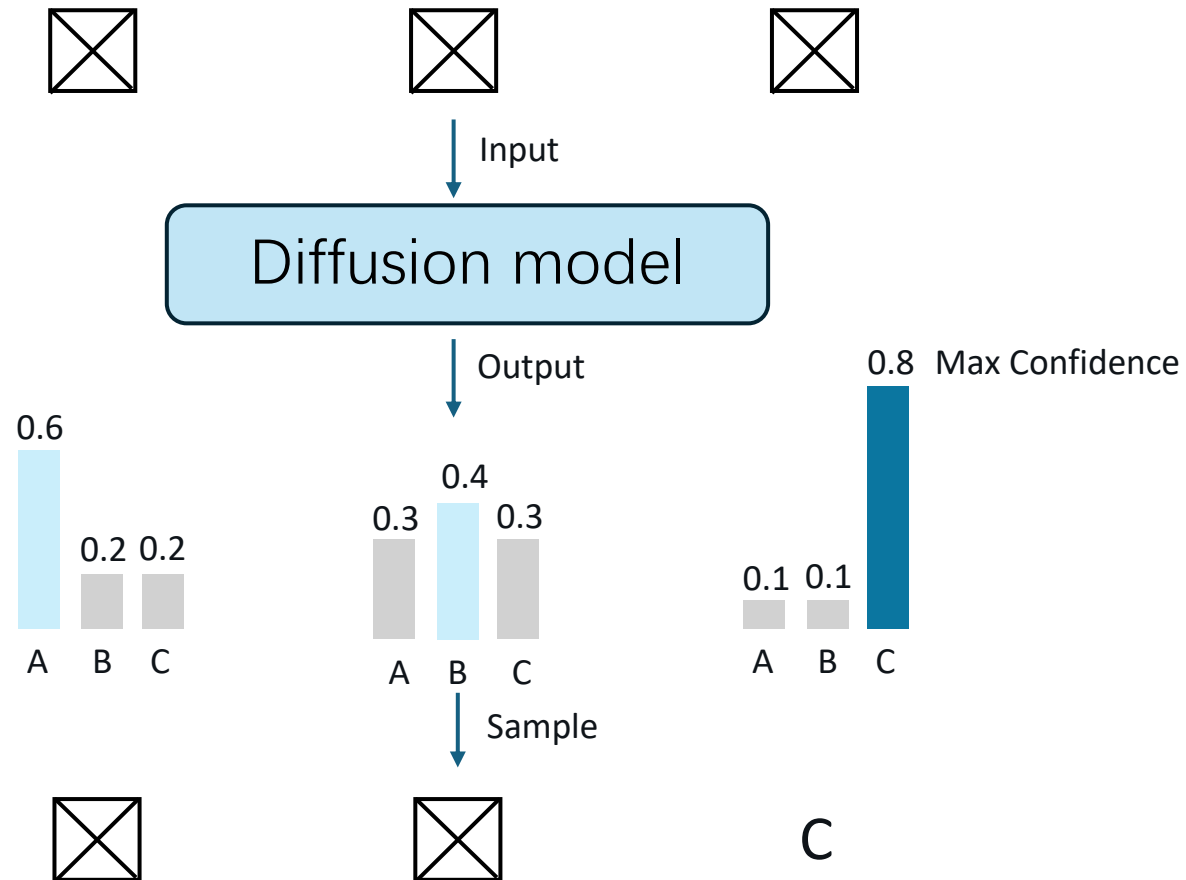 Input
Diffusion model
Output
0.8 Max Confidence
0.6
0.4
0.3 0.3
0.2 0.2
0.1 0.1
A B C
A B C
A B C
Sample
C